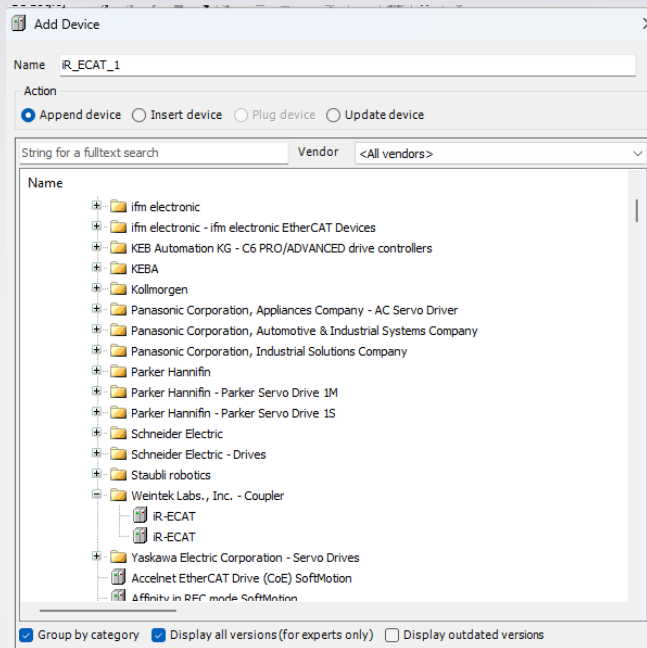 Add Device
Name iR_ECAT_1
Action
Append device Insert device Plug device Update device
String for a fulltext search Vendor <All vendors>
Name
ifm electronic
ifm electronic - ifm electronic EtherCAT Devices
KEB Automation KG - C6 PRO/ADVANCED drive controllers
KEBA
Kollmorgen
Panasonic Corporation, Appliances Company - AC Servo Driver
Panasonic Corporation, Automotive & Industrial Systems Company
Panasonic Corporation, Industrial Solutions Company
Parker Hannifin
Parker Hannifin - Parker Servo Drive 1M
Parker Hannifin - Parker Servo Drive 1S
Schneider Electric
Schneider Electric - Drives
Staubli robotics
Weintek Labs., Inc. - Coupler
iR-ECAT
iR-ECAT
Yaskawa Electric Corporation - Servo Drives
Accelnet EtherCAT Drive (CoE) SoftMotion
Affinity in REC mode SoftMotion
Group by category Display all versions (for experts only) Display outdated versions